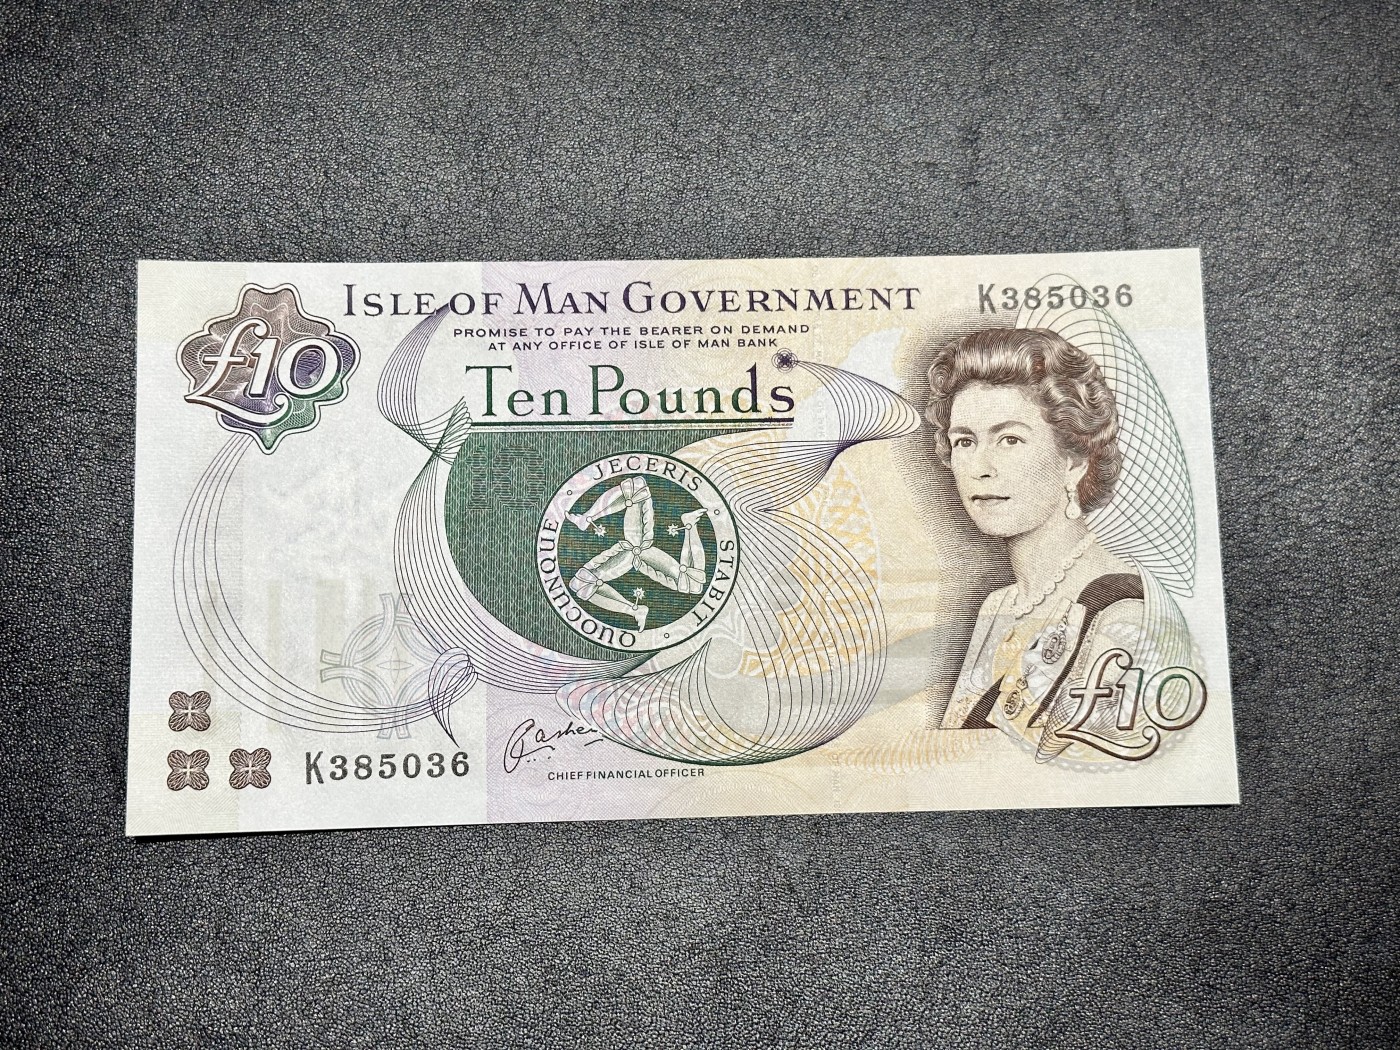 £10
ISLE OF MAN GOVERNMENT
K385036
PROMISE TO PAY THE BEARER ON DEMAND
AT ANY OFFICE OF ISLE OF MAN BANK
Ten Pounds
10
QUOCUNQUE · JECERIS · STABIT ·
£10
K385036
CHIEF FINANCIAL OFFICER